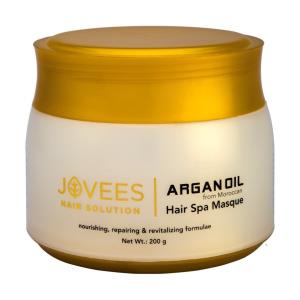 JOVEES
HAIR SOLUTION
ARGAN OIL
from Moroccan
Hair Spa Masque
nourishing, repairing & revitalizing formulae
Net Wt.: 200 g